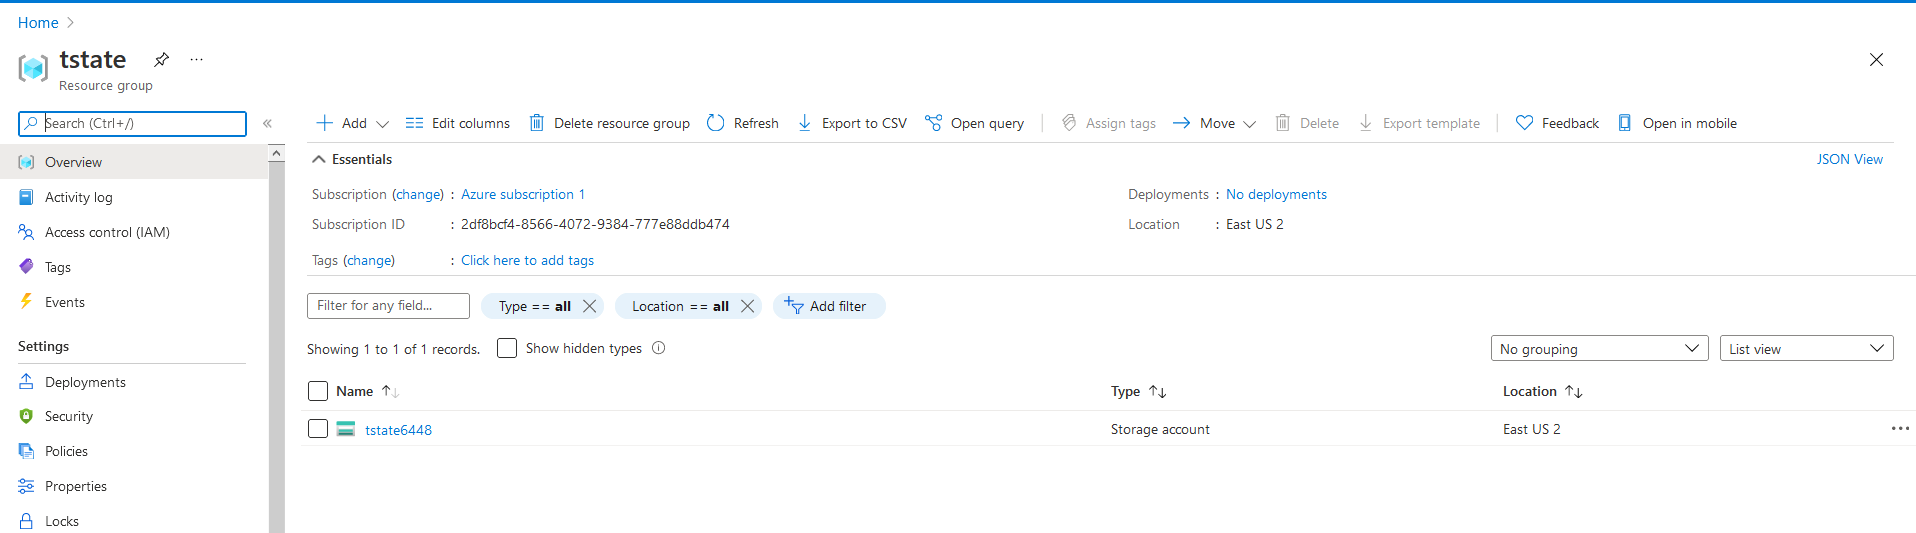 Home
tstate
Resource group
Search (Ctrl+/)
Overview
Activity log
Access control (IAM)
Tags
Events
Settings
Deployments
Security
Policies
Properties
Locks
Add Edit columns Delete resource group Refresh Export to CSV Open query Assign tags Move Delete Export template Feedback Open in mobile
Essentials JSON View
Subscription (change) : Azure subscription 1 Deployments : No deployments
Subscription ID : 2df8bcf4-8566-4072-9384-777e88ddb474 Location : East US 2
Tags (change) : Click here to add tags
Filter for any field... Type == all Location == all Add filter
Showing 1 to 1 of 1 records. Show hidden types No grouping List view
Name Type Location
tstate6448 Storage account East US 2